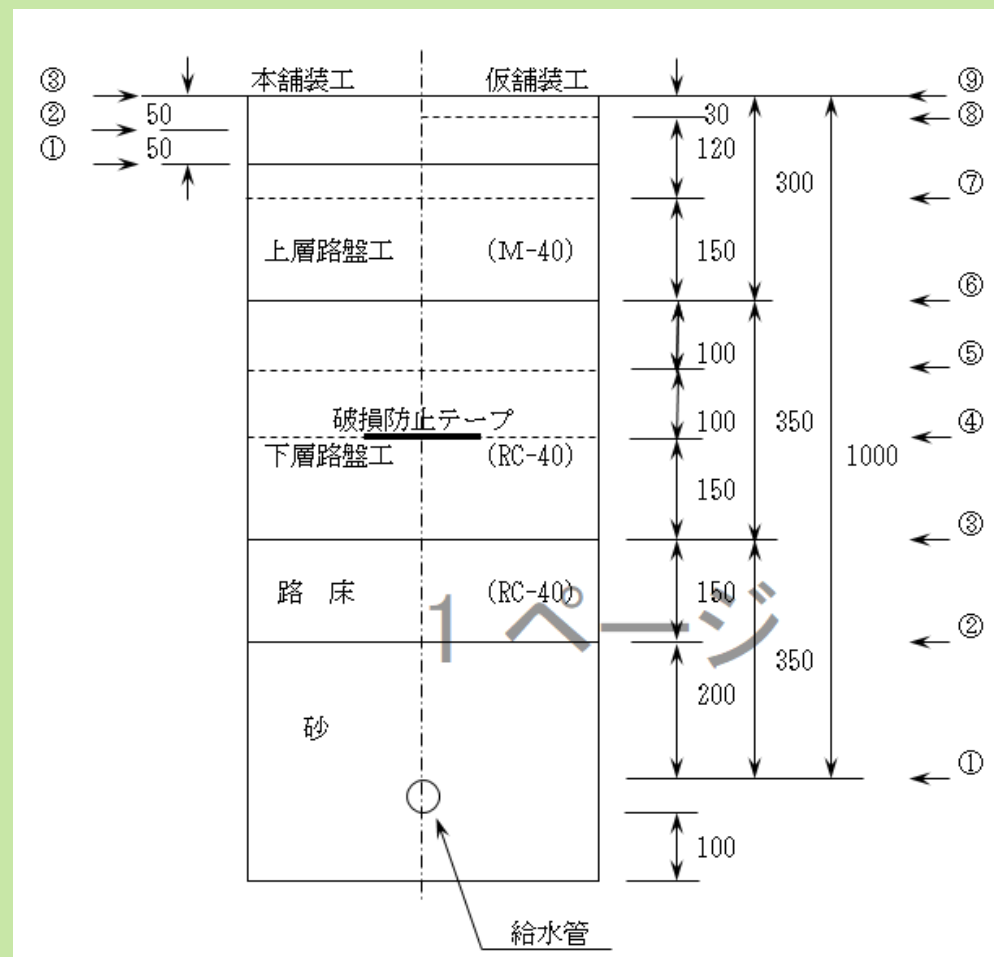 ③ 本舗装工 仮舗装工 ⑨
② 50 30 ⑧
① 50 120
300 ⑦
上層路盤工 (M-40) 150
⑥
100 ⑤
破損防止テープ 100 350 ④
下層路盤工 (RC-40) 1000
150
③
路 床 (RC-40) 150
1 ページ ②
350
200
砂
①
100
給水管